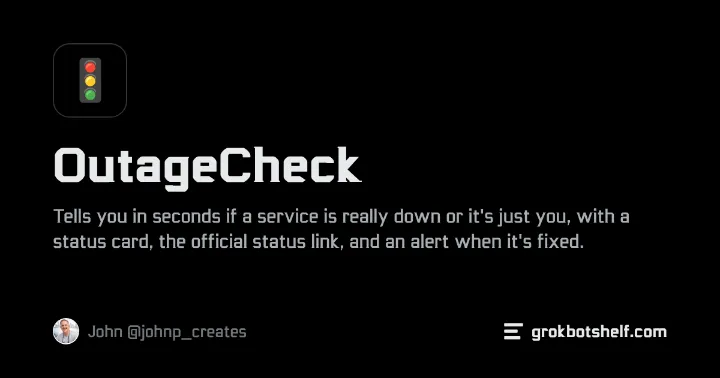 OutageCheck
Tells you in seconds if a service is really down or it's just you, with a
status card, the official status link, and an alert when it's fixed.
John @johnp_creates
grokbotshelf.com